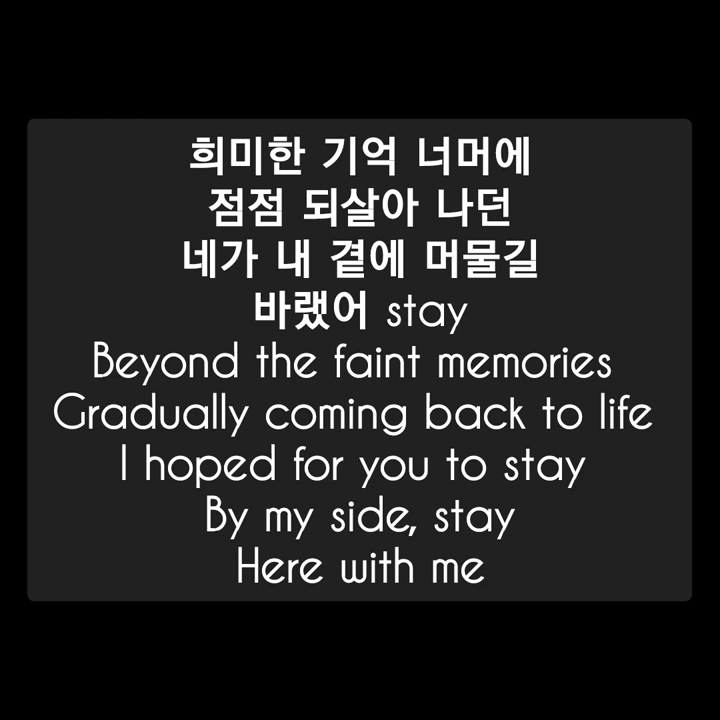 희미한 기억 너머에
점점 되살아 나던
네가 내 곁에 머물길
바랬어 stay
Beyond the faint memories
Gradually coming back to life
I hoped for you to stay
By my side, stay
Here with me